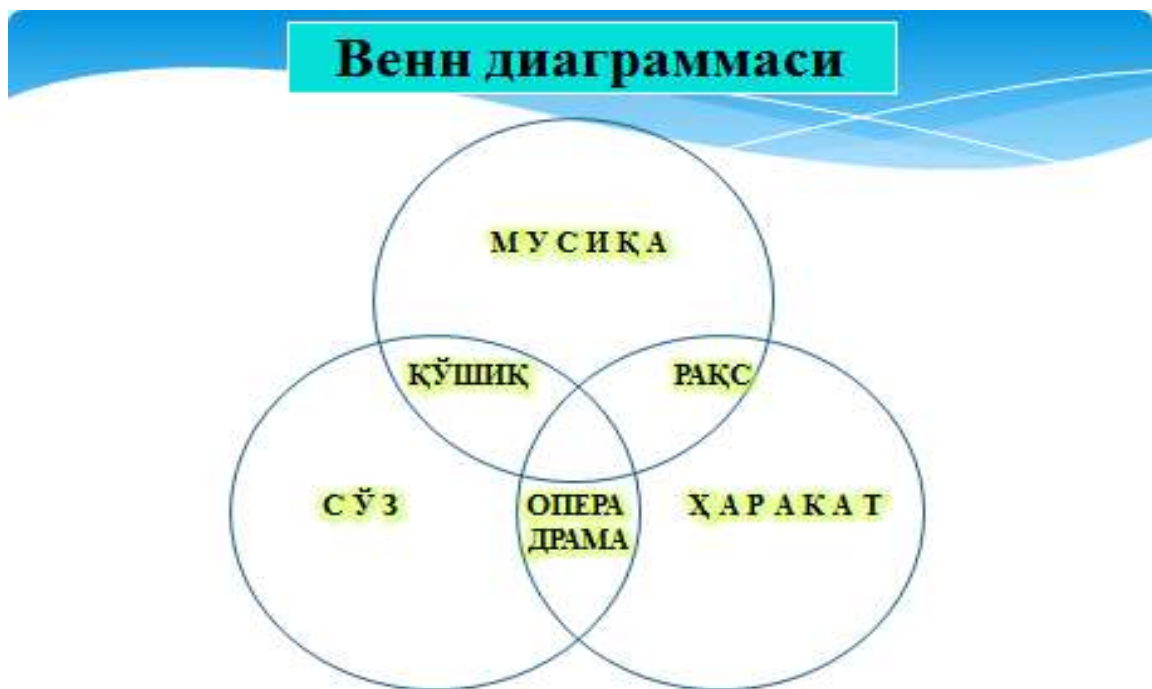 Венн диаграммаси
М У С И Қ А
ҚЎШИҚ
РАҚС
С Ў З
ОПЕРА
ДРАМА
Ҳ А Р А К А Т